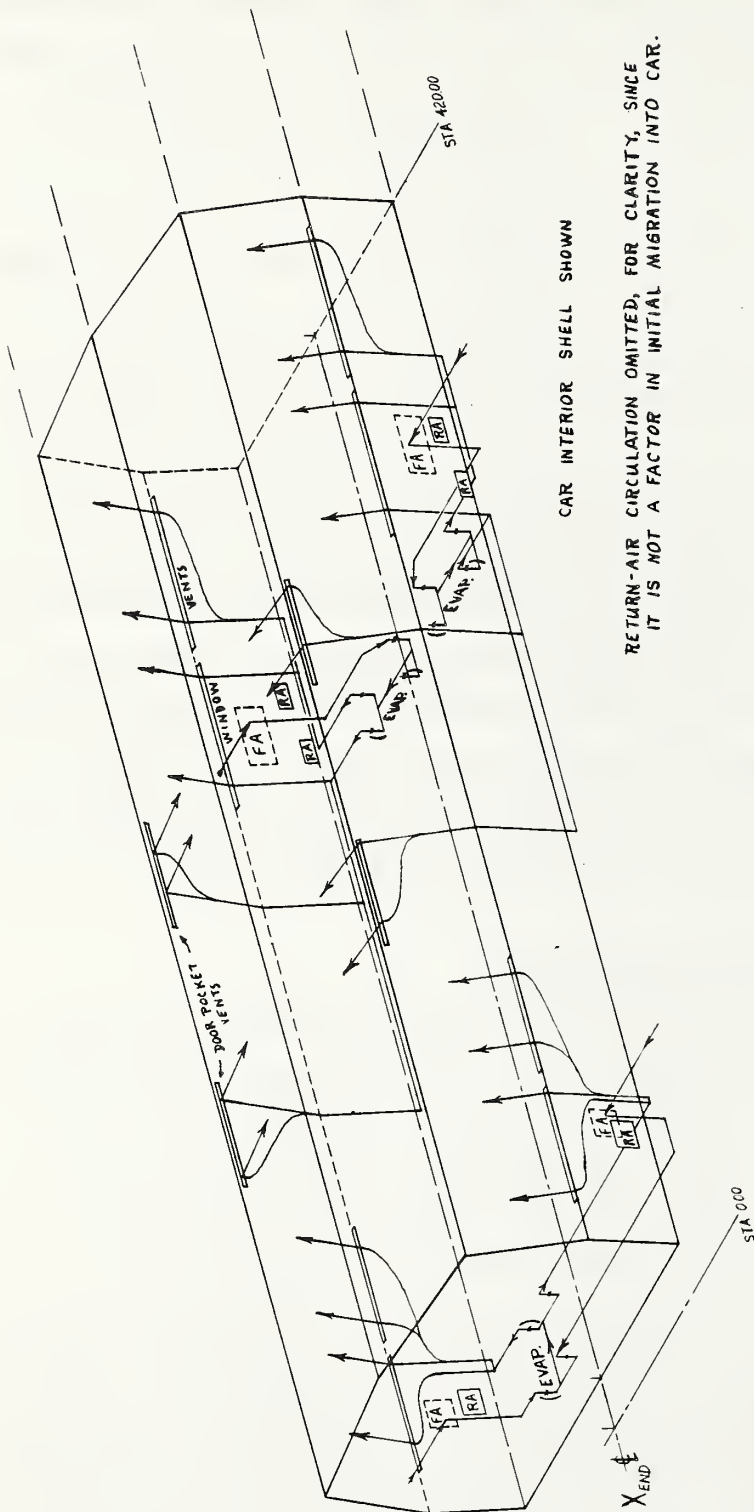 STA 420.00
VENTS
WINDOW
FA
RA
RA
EVAP.
FA
RA
RA
EVAP.
DOOR POCKET
VENTS
FA
RA
EVAP.
FA
RA
EVAP.
STA 0.00
X END ℄
CAR INTERIOR SHELL SHOWN
RETURN-AIR CIRCULATION OMITTED, FOR CLARITY, SINCE
IT IS NOT A FACTOR IN INITIAL MIGRATION INTO CAR.